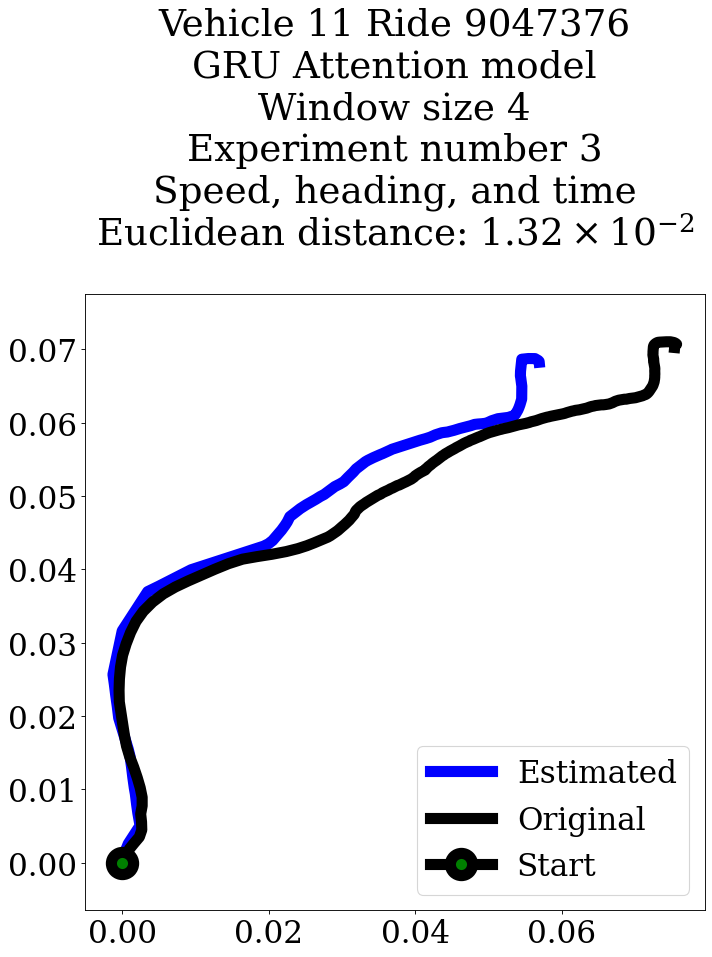 Vehicle 11 Ride 9047376
GRU Attention model
Window size 4
Experiment number 3
Speed, heading, and time
Euclidean distance: 1.32 × 10⁻²
0.07
0.06
0.05
0.04
0.03
0.02
0.01
0.00
0.00 0.02 0.04 0.06
Estimated
Original
Start